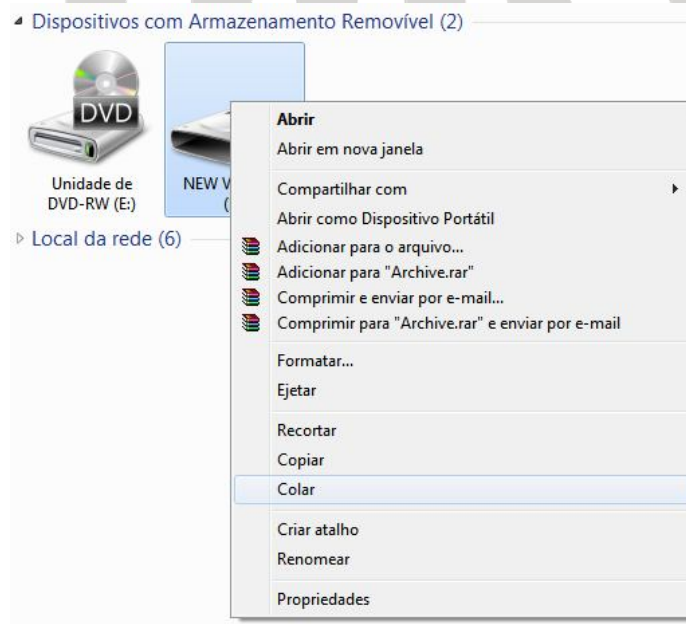 Dispositivos com Armazenamento Removível (2)
DVD
Unidade de
DVD-RW (E:)
NEW V
(
Local da rede (6)
Abrir
Abrir em nova janela
Compartilhar com
Abrir como Dispositivo Portátil
Adicionar para o arquivo...
Adicionar para "Archive.rar"
Comprimir e enviar por e-mail...
Comprimir para "Archive.rar" e enviar por e-mail
Formatar...
Ejetar
Recortar
Copiar
Colar
Criar atalho
Renomear
Propriedades